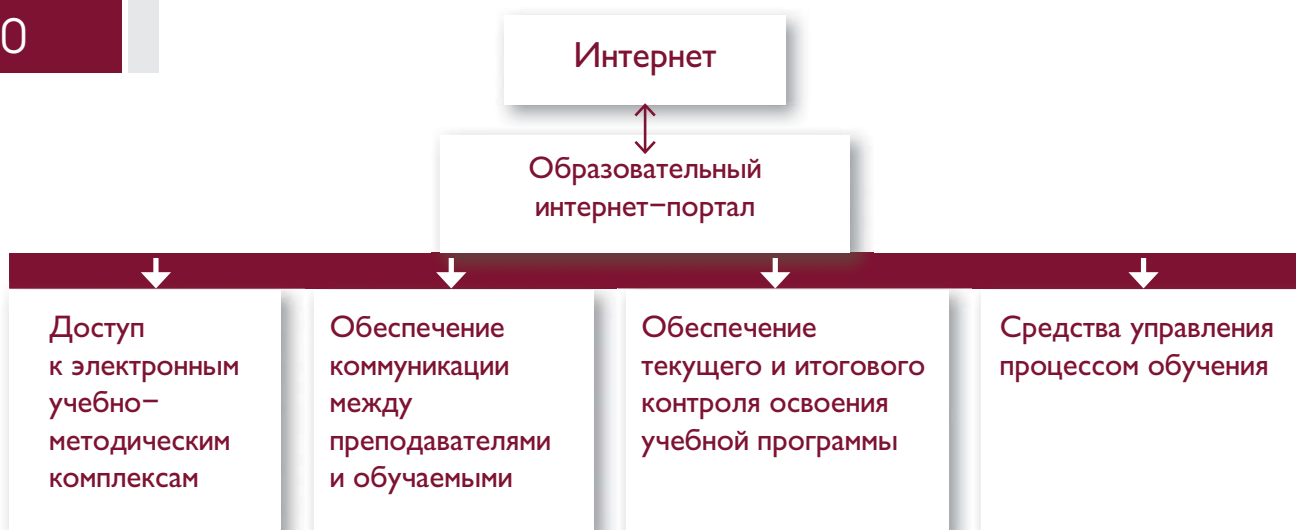 0
Интернет
Образовательный
интернет-портал
Доступ
к электронным
учебно-
методическим
комплексам
Обеспечение
коммуникации
между
преподавателями
и обучаемыми
Обеспечение
текущего и итогового
контроля освоения
учебной программы
Средства управления
процессом обучения